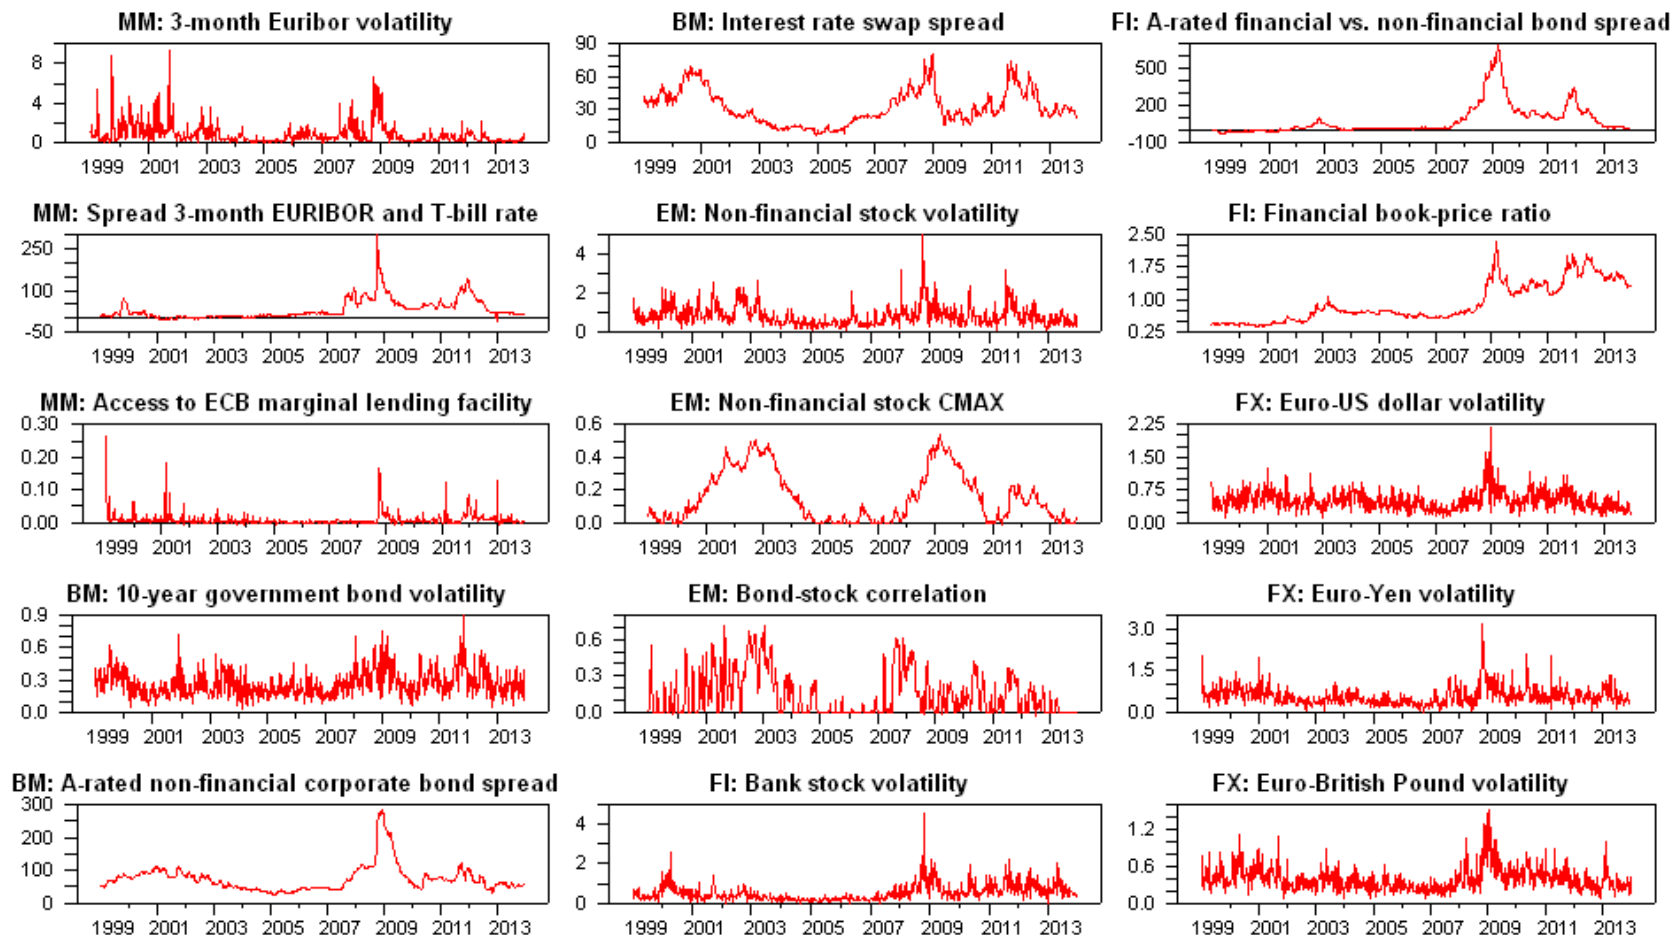 MM: 3-month Euribor volatility
8
4
0
1999 2001 2003 2005 2007 2009 2011 2013
BM: Interest rate swap spread
90
60
30
0
1999 2001 2003 2005 2007 2009 2011 2013
FI: A-rated financial vs. non-financial bond spread
500
200
-100
1999 2001 2003 2005 2007 2009 2011 2013
MM: Spread 3-month EURIBOR and T-bill rate
250
100
-50
1999 2001 2003 2005 2007 2009 2011 2013
EM: Non-financial stock volatility
4
2
0
1999 2001 2003 2005 2007 2009 2011 2013
FI: Financial book-price ratio
2.50
1.75
1.00
0.25
1999 2001 2003 2005 2007 2009 2011 2013
MM: Access to ECB marginal lending facility
0.30
0.20
0.10
0.00
1999 2001 2003 2005 2007 2009 2011 2013
EM: Non-financial stock CMAX
0.6
0.4
0.2
0.0
1999 2001 2003 2005 2007 2009 2011 2013
FX: Euro-US dollar volatility
2.25
1.50
0.75
0.00
1999 2001 2003 2005 2007 2009 2011 2013
BM: 10-year government bond volatility
0.9
0.6
0.3
0.0
1999 2001 2003 2005 2007 2009 2011 2013
EM: Bond-stock correlation
0.6
0.3
0.0
1999 2001 2003 2005 2007 2009 2011 2013
FX: Euro-Yen volatility
3.0
1.5
0.0
1999 2001 2003 2005 2007 2009 2011 2013
BM: A-rated non-financial corporate bond spread
300
200
100
0
1999 2001 2003 2005 2007 2009 2011 2013
FI: Bank stock volatility
4
2
0
1999 2001 2003 2005 2007 2009 2011 2013
FX: Euro-British Pound volatility
1.2
0.6
0.0
1999 2001 2003 2005 2007 2009 2011 2013